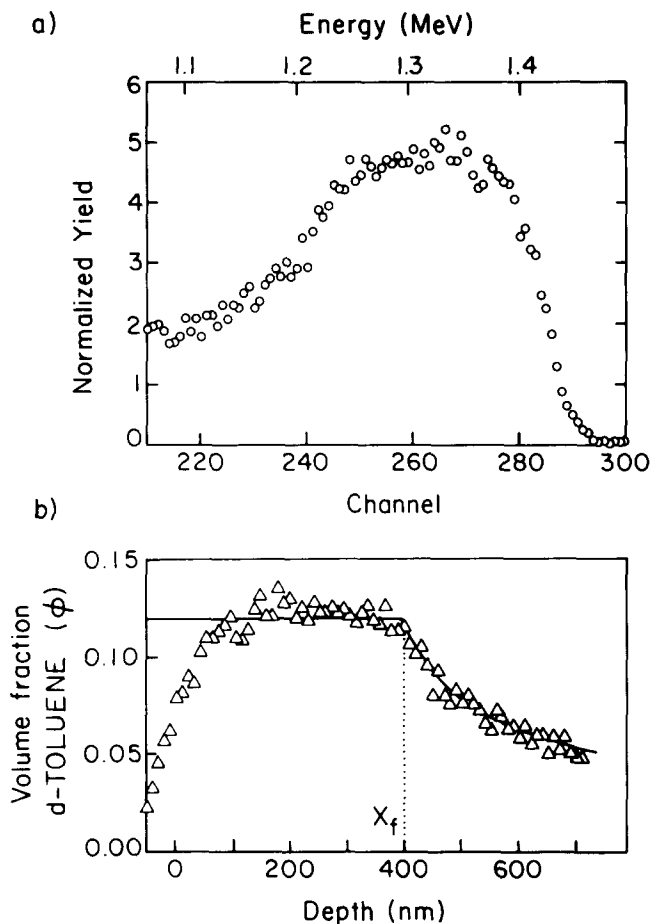 a)
Energy (MeV)
1.1 1.2 1.3 1.4
6
5
4
3
2
1
0
Normalized Yield
220 240 260 280 300
Channel
b)
0.15
0.10
0.05
0.00
Volume fraction
d-TOLUENE (ϕ)
X_f
0 200 400 600
Depth (nm)